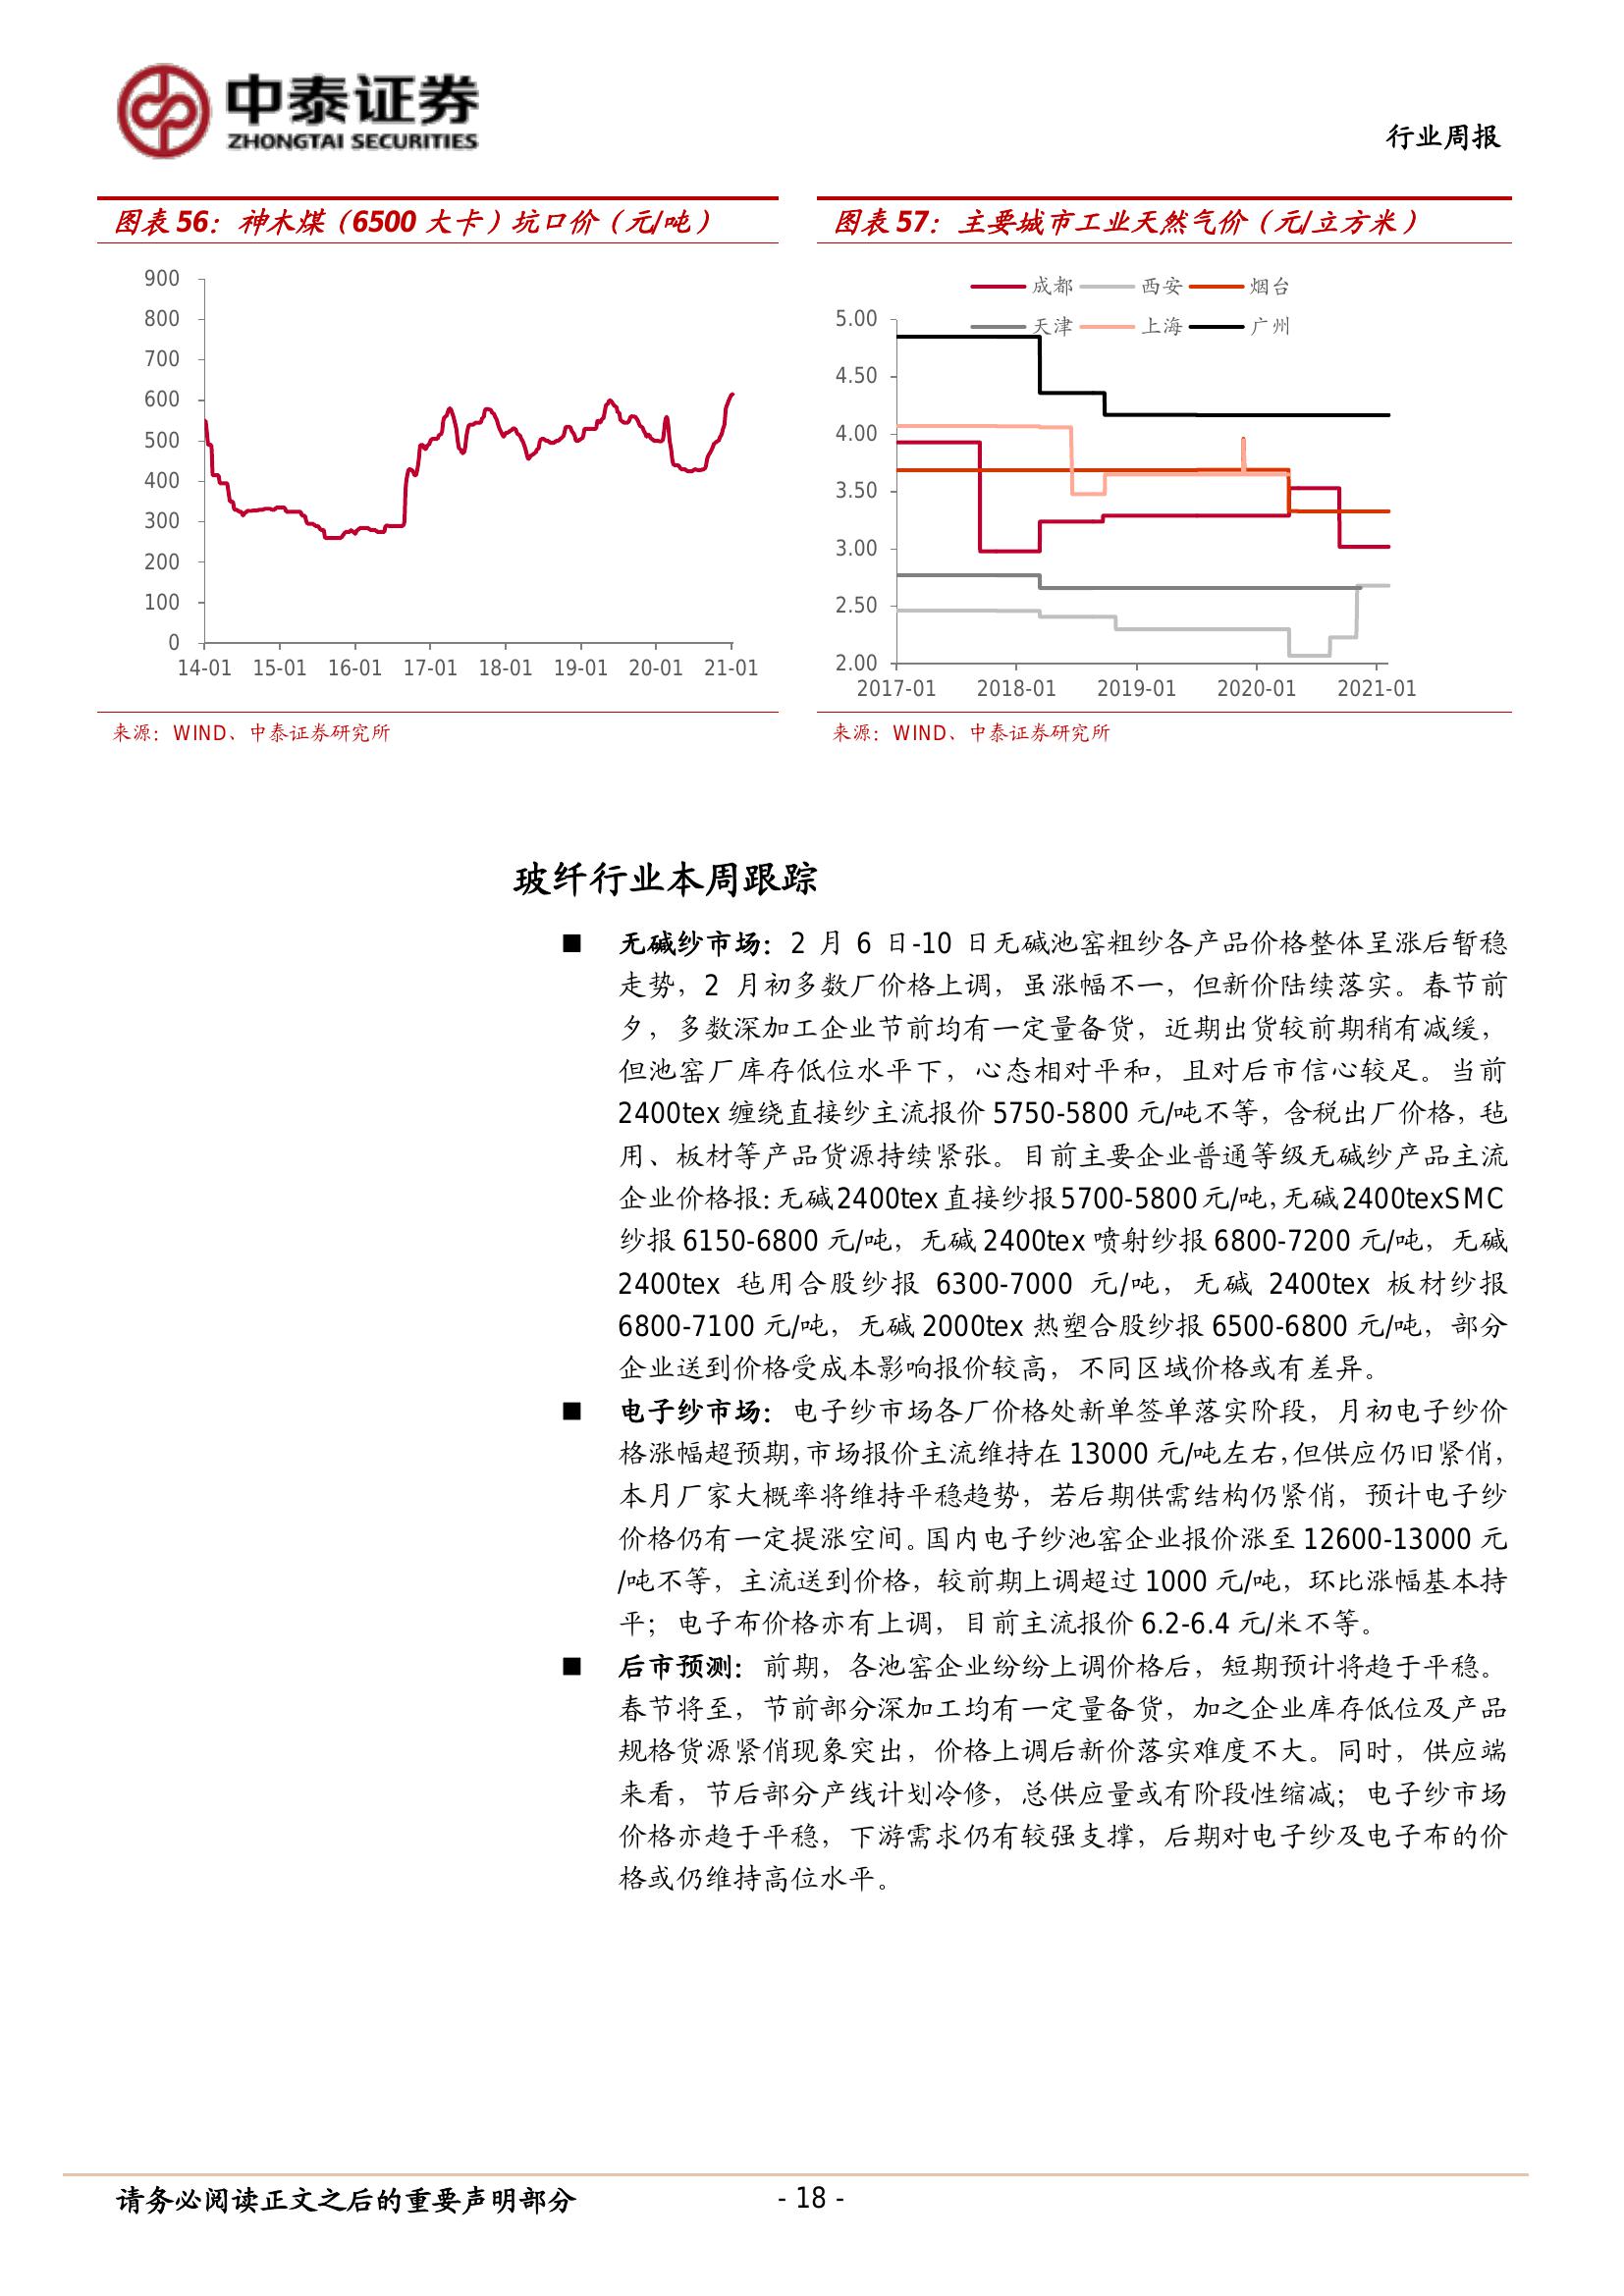 中泰证券
ZHONGTAI SECURITIES
行业周报
图表 56：神木煤（6500 大卡）坑口价（元/吨）
900
800
700
600
500
400
300
200
100
0
14-01 15-01 16-01 17-01 18-01 19-01 20-01 21-01
来源：WIND、中泰证券研究所
图表 57：主要城市工业天然气价（元/立方米）
成都 西安 烟台
天津 上海 广州
5.00
4.50
4.00
3.50
3.00
2.50
2.00
2017-01 2018-01 2019-01 2020-01 2021-01
来源：WIND、中泰证券研究所
玻纤行业本周跟踪
■ 无碱纱市场：2 月 6 日-10 日无碱池窑粗纱各产品价格整体呈涨后暂稳
走势，2 月初多数厂价格上调，虽涨幅不一，但新价陆续落实。春节前
夕，多数深加工企业节前均有一定量备货，近期出货较前期稍有减缓，
但池窑厂库存低位水平下，心态相对平和，且对后市信心较足。当前
2400tex 缠绕直接纱主流报价 5750-5800 元/吨不等，含税出厂价格，毡
用、板材等产品货源持续紧张。目前主要企业普通等级无碱纱产品主流
企业价格报：无碱2400tex直接纱报5700-5800元/吨，无碱2400texSMC
纱报 6150-6800 元/吨，无碱 2400tex 喷射纱报 6800-7200 元/吨，无碱
2400tex 毡用合股纱报 6300-7000 元/吨，无碱 2400tex 板材纱报
6800-7100 元/吨，无碱 2000tex 热塑合股纱报 6500-6800 元/吨，部分
企业送到价格受成本影响报价较高，不同区域价格或有差异。
■ 电子纱市场：电子纱市场各厂价格处新单签单落实阶段，月初电子纱价
格涨幅超预期，市场报价主流维持在 13000 元/吨左右，但供应仍旧紧俏，
本月厂家大概率将维持平稳趋势，若后期供需结构仍紧俏，预计电子纱
价格仍有一定提涨空间。国内电子纱池窑企业报价涨至 12600-13000 元
/吨不等，主流送到价格，较前期上调超过 1000 元/吨，环比涨幅基本持
平；电子布价格亦有上调，目前主流报价 6.2-6.4 元/米不等。
■ 后市预测：前期，各池窑企业纷纷上调价格后，短期预计将趋于平稳。
春节将至，节前部分深加工均有一定量备货，加之企业库存低位及产品
规格货源紧俏现象突出，价格上调后新价落实难度不大。同时，供应端
来看，节后部分产线计划冷修，总供应量或有阶段性缩减；电子纱市场
价格亦趋于平稳，下游需求仍有较强支撑，后期对电子纱及电子布的价
格或仍维持高位水平。
请务必阅读正文之后的重要声明部分
- 18 -